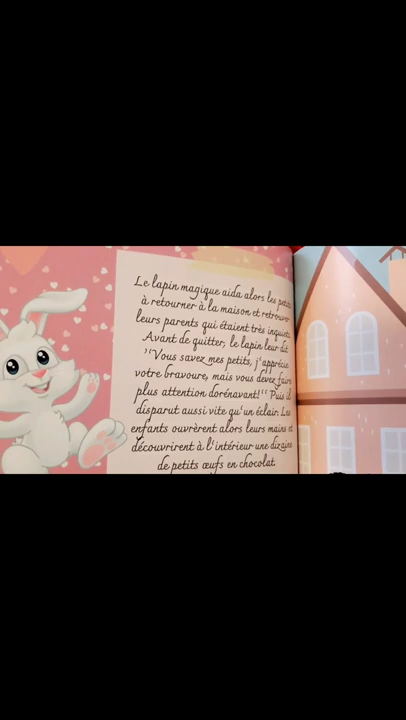 Le lapin magique aida alors les petits
à retourner à la maison et retrouver
leurs parents qui étaient très inquiets.
Avant de quitter, le lapin leur dit
"Vous savez mes petits, j'apprécie
votre bravoure, mais vous devez faire
plus attention dorénavant!" Puis il
disparut aussi vite qu'un éclair. Les
enfants ouvrèrent alors leurs mains et
découvrirent à l'intérieur une dizaine
de petits œufs en chocolat.